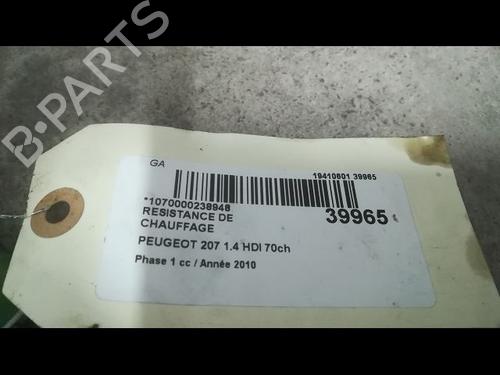 B-PARTS
GA
19410601 39965
*1070000238948
39965
RESISTANCE DE
CHAUFFAGE
PEUGEOT 207 1.4 HDI 70ch
Phase 1 cc / Année 2010